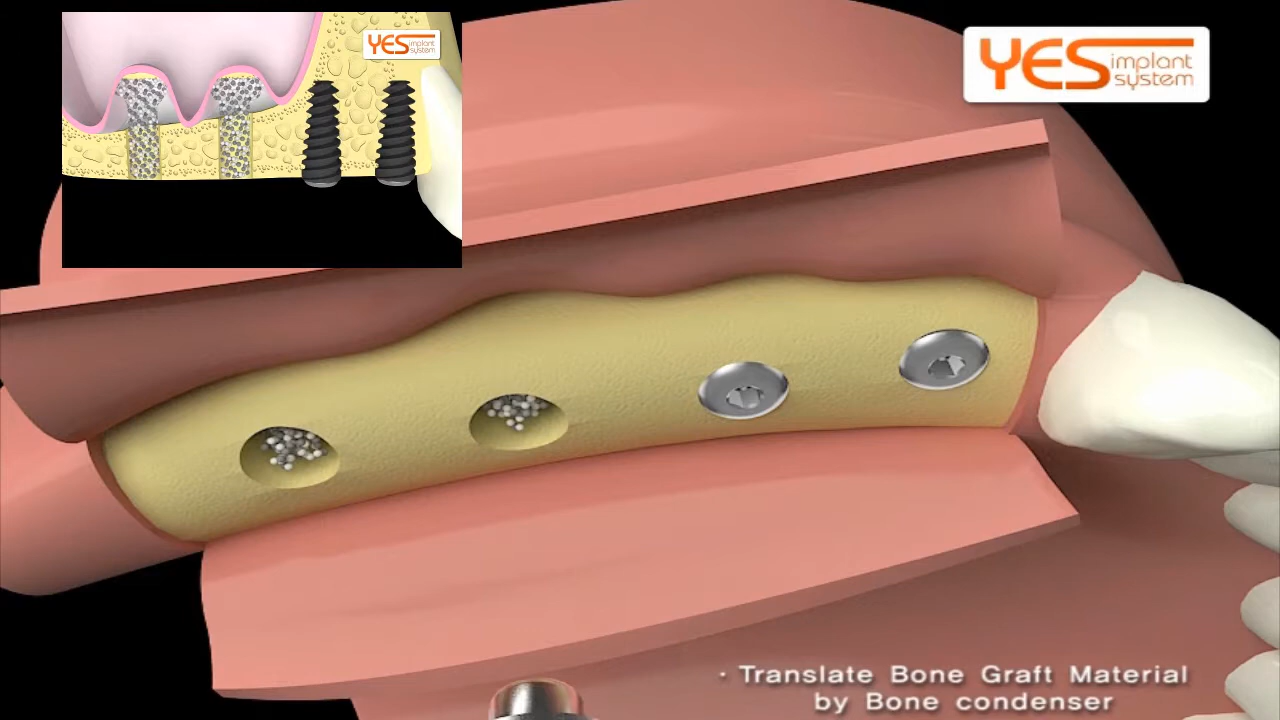 YES implant system
YES implant system
· Translate Bone Graft Material
by Bone condenser